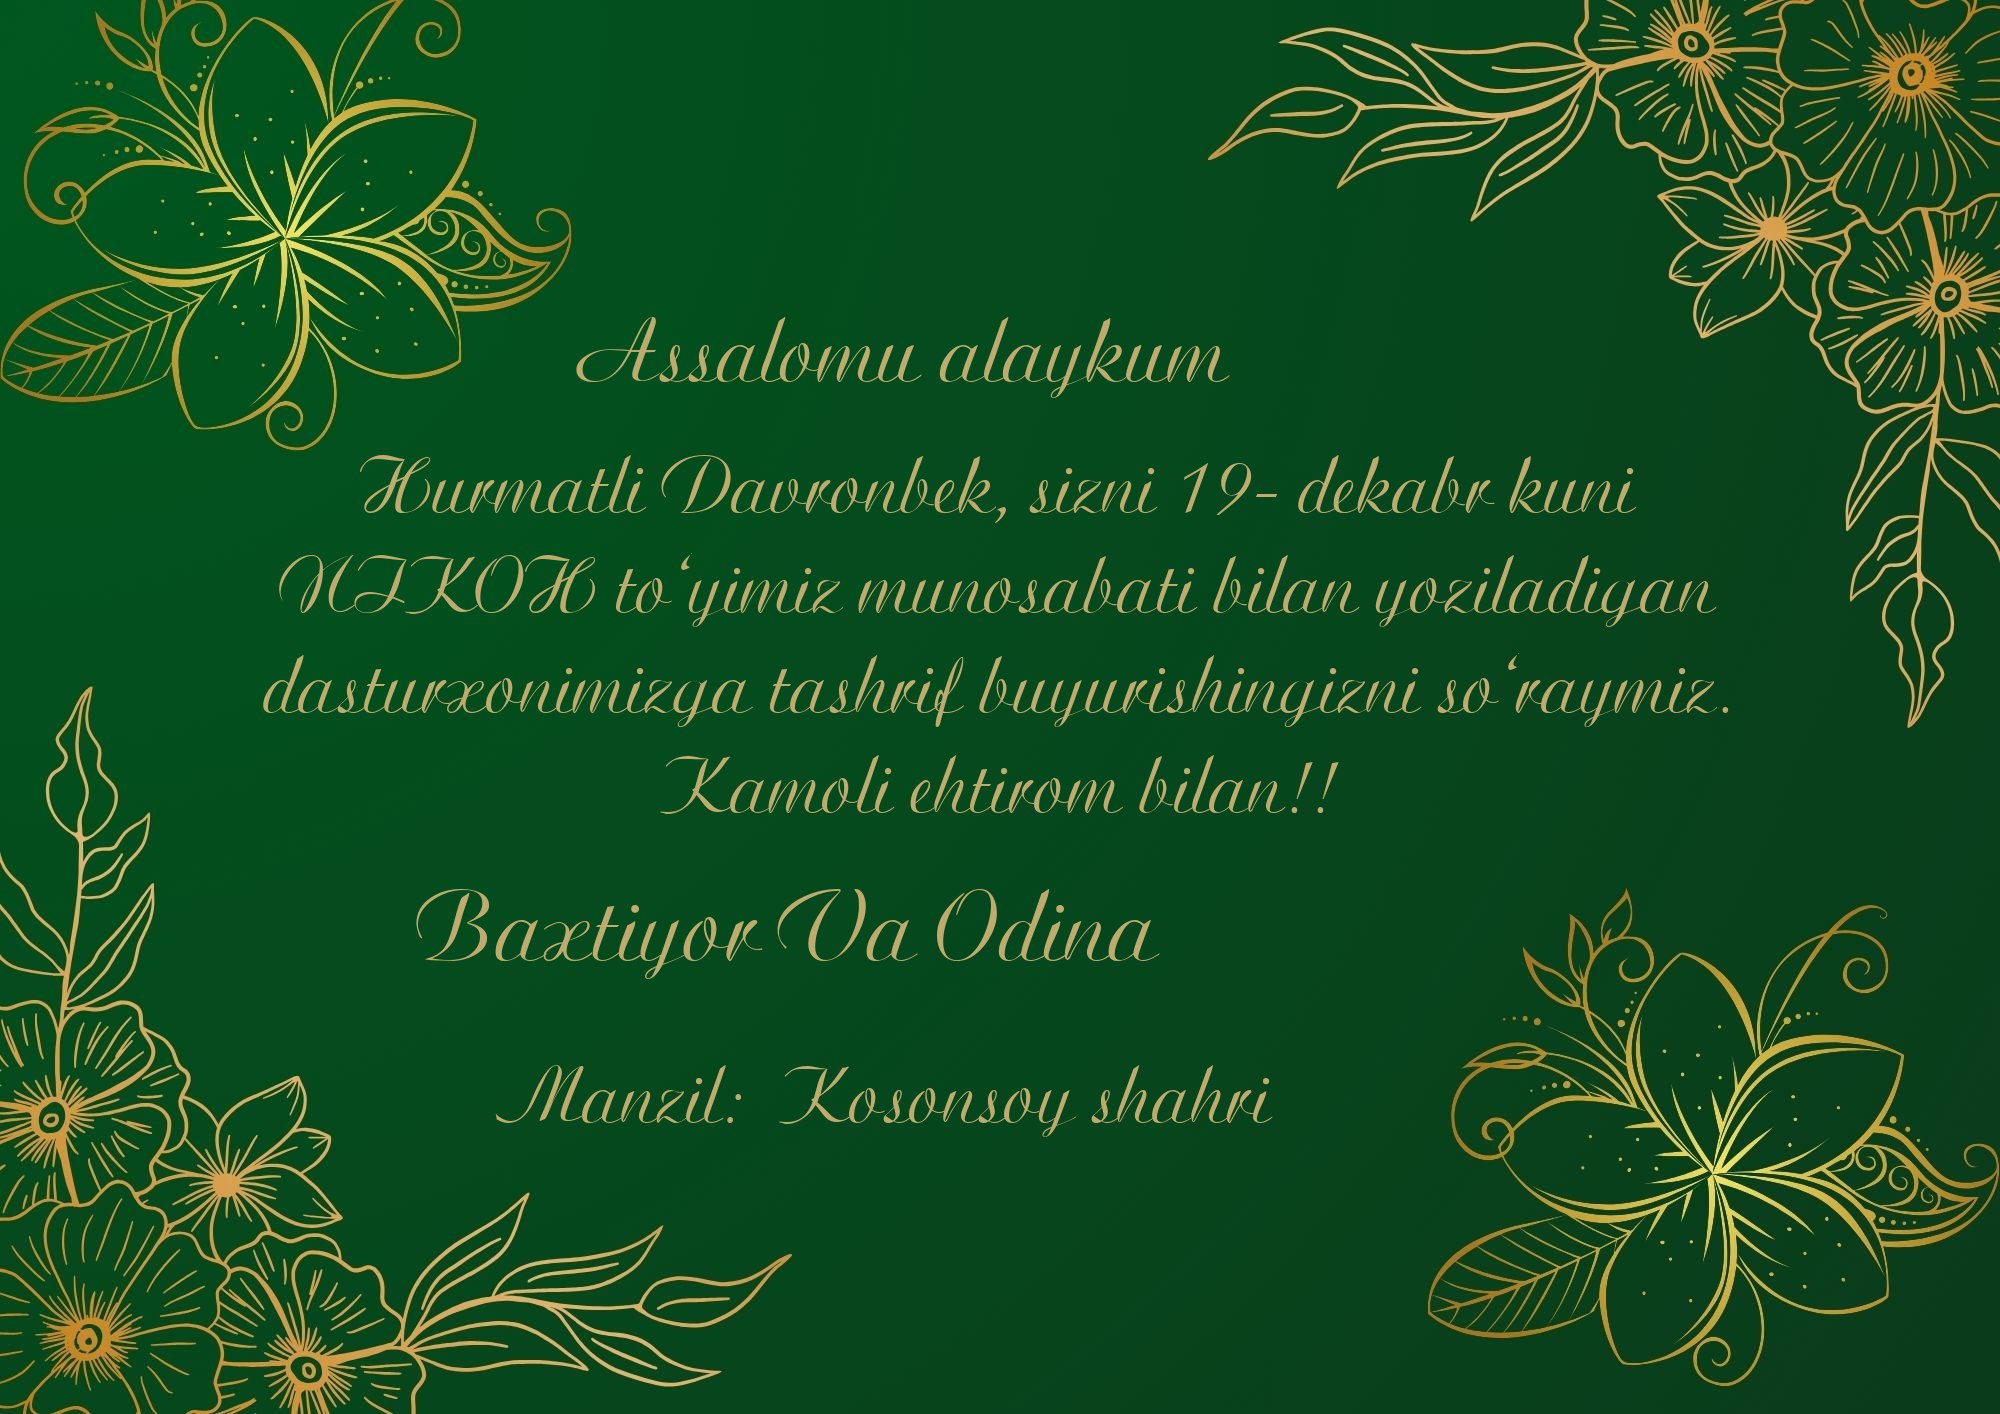 Assalomu alaykum
Hurmatli Davronbek, sizni 19- dekabr kuni
NIKOH to‘yimiz munosabati bilan yoziladigan
dasturxonimizga tashrif buyurishingizni so‘raymiz.
Kamoli ehtirom bilan!!
Baxtiyor Va Odina
Manzil: Kosonsoy shahri